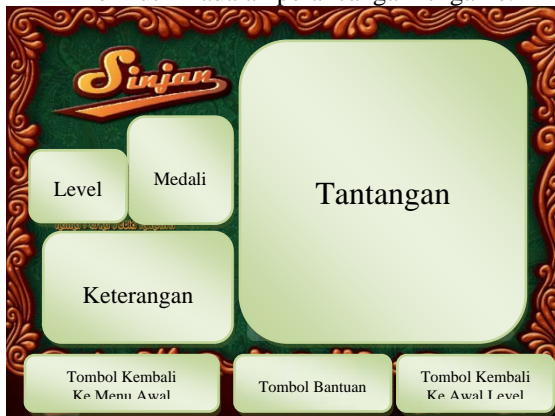 Sinjan
Level
Medali
Tantangan
Keterangan
Tombol Kembali
Ke Menu Awal
Tombol Bantuan
Tombol Kembali
Ke Awal Level